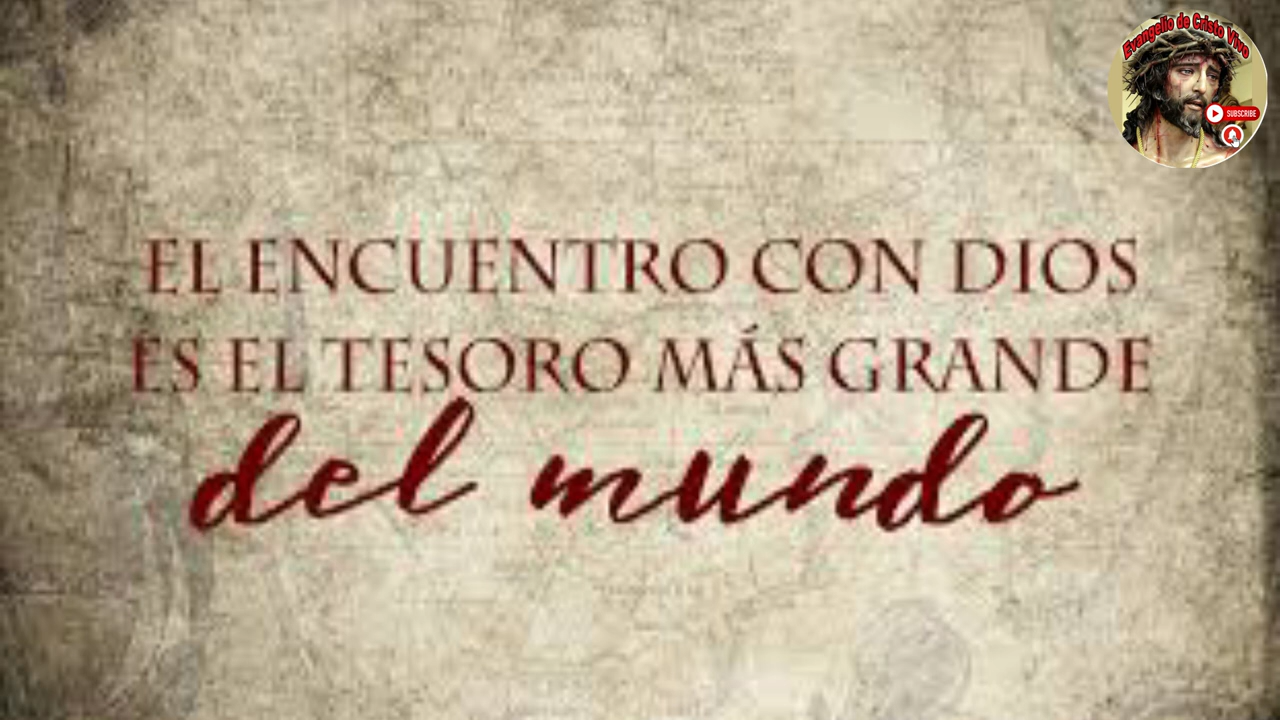 Evangelio de Cristo Vivo
SUBSCRIBE
EL ENCUENTRO CON DIOS
ES EL TESORO MÁS GRANDE
del mundo